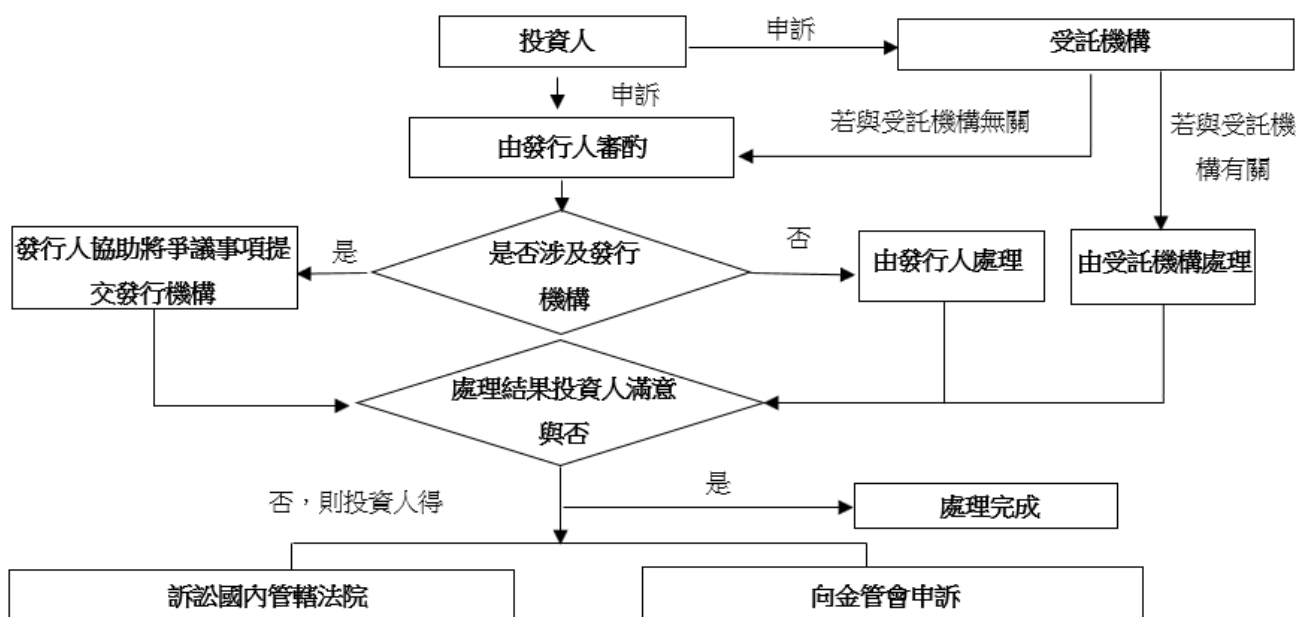 投資人
申訴
受託機構
申訴
若與受託機構無關
若與受託機
構有關
由發行人審酌
發行人協助將爭議事項提
交發行機構
是
是否涉及發行
機構
否
由發行人處理
由受託機構處理
處理結果投資人滿意
與否
否，則投資人得
是
處理完成
訴訟國內管轄法院
向金管會申訴